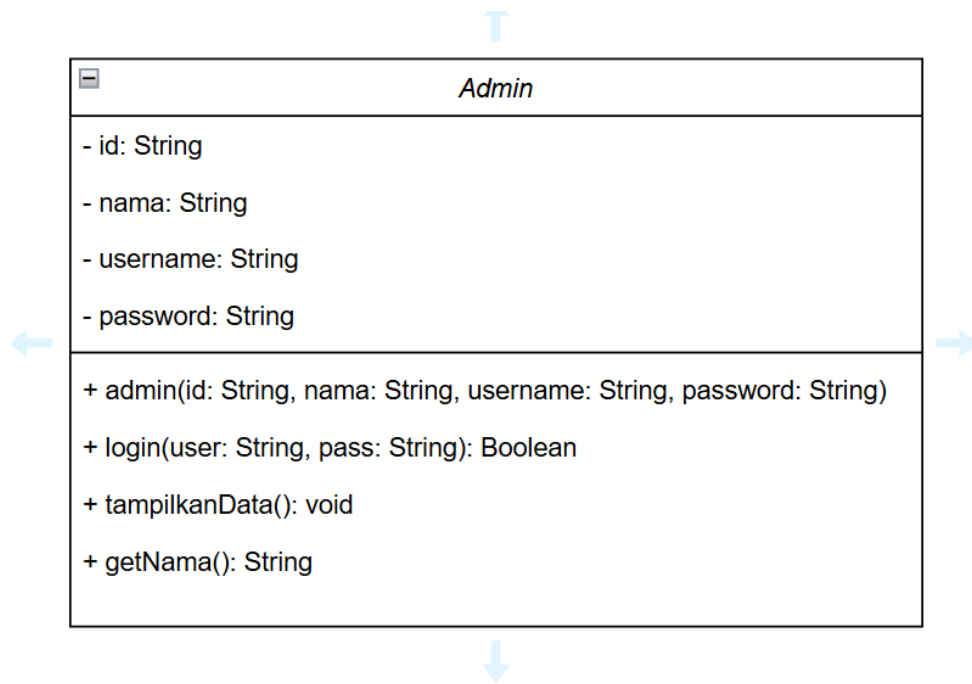 Admin
- id: String
- nama: String
- username: String
- password: String
+ admin(id: String, nama: String, username: String, password: String)
+ login(user: String, pass: String): Boolean
+ tampilkanData(): void
+ getNama(): String